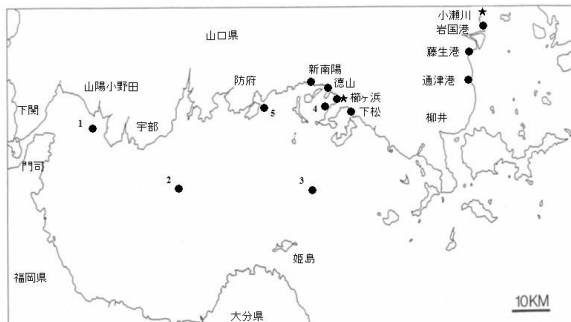 小瀬川
岩国港
山口県
藤生港
新南陽
山陽小野田
防府
徳山
通津港
櫛ヶ浜
下関
4
5
下松
1
宇部
柳井
門司
2
3
姫島
福岡県
10KM
大分県